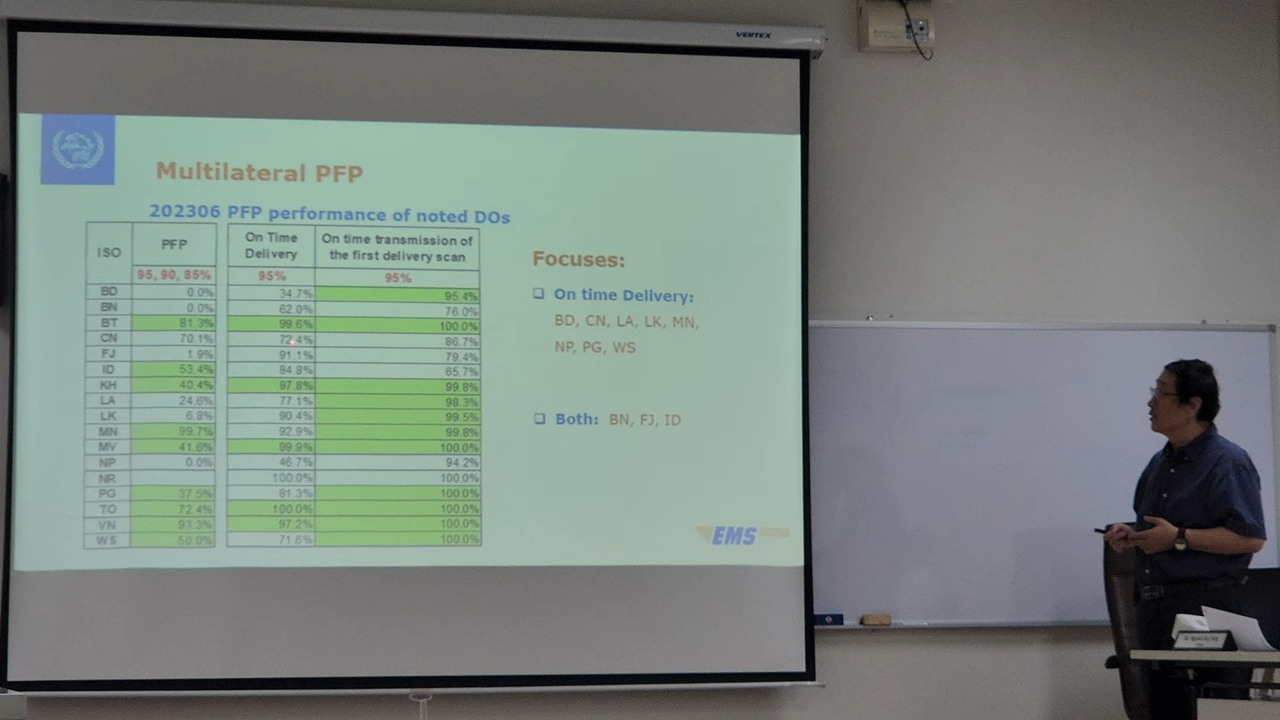 VERTEX
Multilateral PFP
202306 PFP performance of noted DOs
ISO PFP On Time Delivery On time transmission of the first delivery scan
95, 90, 85% 95% 95%
BD 0.0% 34.7% 95.4%
BN 0.0% 62.0% 76.0%
BT 81.3% 99.6% 100.0%
CN 70.1% 72.4% 86.7%
FJ 1.9% 91.1% 79.4%
ID 53.4% 84.8% 65.7%
KH 40.4% 97.8% 99.8%
LA 24.6% 77.1% 98.3%
LK 6.8% 90.4% 99.5%
MN 99.7% 92.9% 99.8%
MV 41.6% 99.9% 100.0%
NP 0.0% 46.7% 94.2%
NR 100.0% 100.0%
PG 37.5% 81.3% 100.0%
TO 72.4% 100.0% 100.0%
VN 93.3% 97.2% 100.0%
WS 50.0% 71.6% 100.0%
Focuses:
On time Delivery:
BD, CN, LA, LK, MN,
NP, PG, WS
Both: BN, FJ, ID
EMS